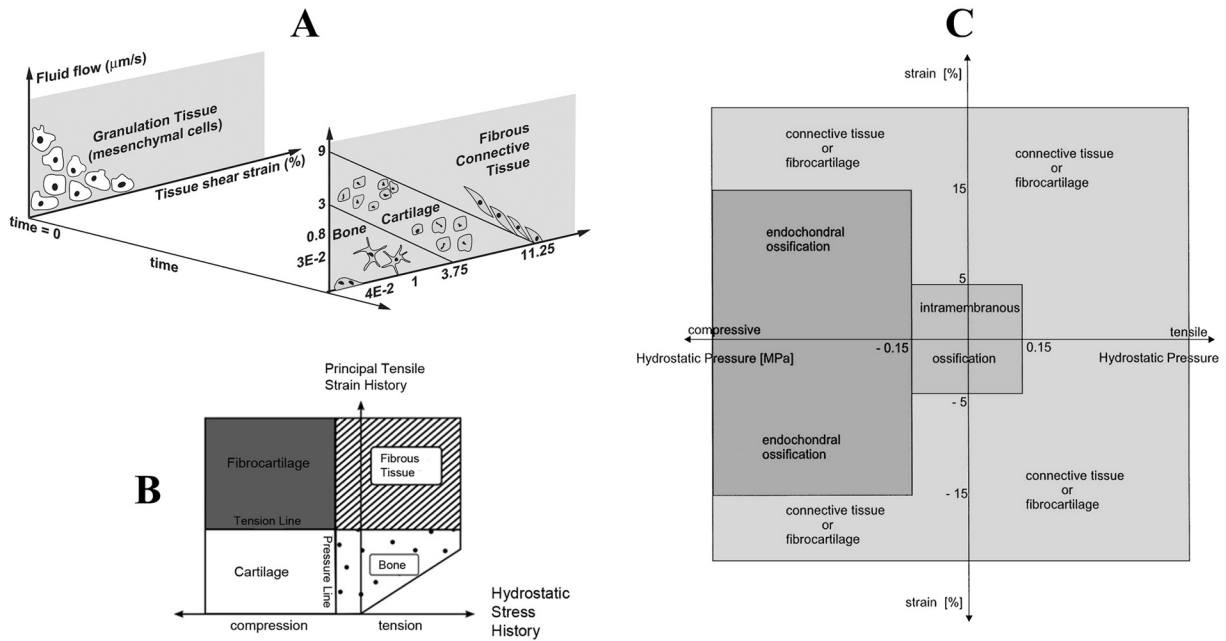 A
Fluid flow (μm/s)
Granulation Tissue
(mesenchymal cells)
Tissue shear strain (%)
time = 0
time
9
3
0.8
3E-2
Bone
Cartilage
Fibrous
Connective
Tissue
4E-2
1
3.75
11.25
B
Principal Tensile
Strain History
Fibrocartilage
Fibrous
Tissue
Tension Line
Cartilage
Pressure Line
Bone
compression
tension
Hydrostatic
Stress
History
C
strain [%]
connective tissue
or
fibrocartilage
connective tissue
or
fibrocartilage
15
endochondral
ossification
5
intramembranous
compressive
tensile
Hydrostatic Pressure [MPa]
- 0.15
ossification
0.15
Hydrostatic Pressure
- 5
endochondral
ossification
- 15
connective tissue
or
fibrocartilage
connective tissue
or
fibrocartilage
strain [%]